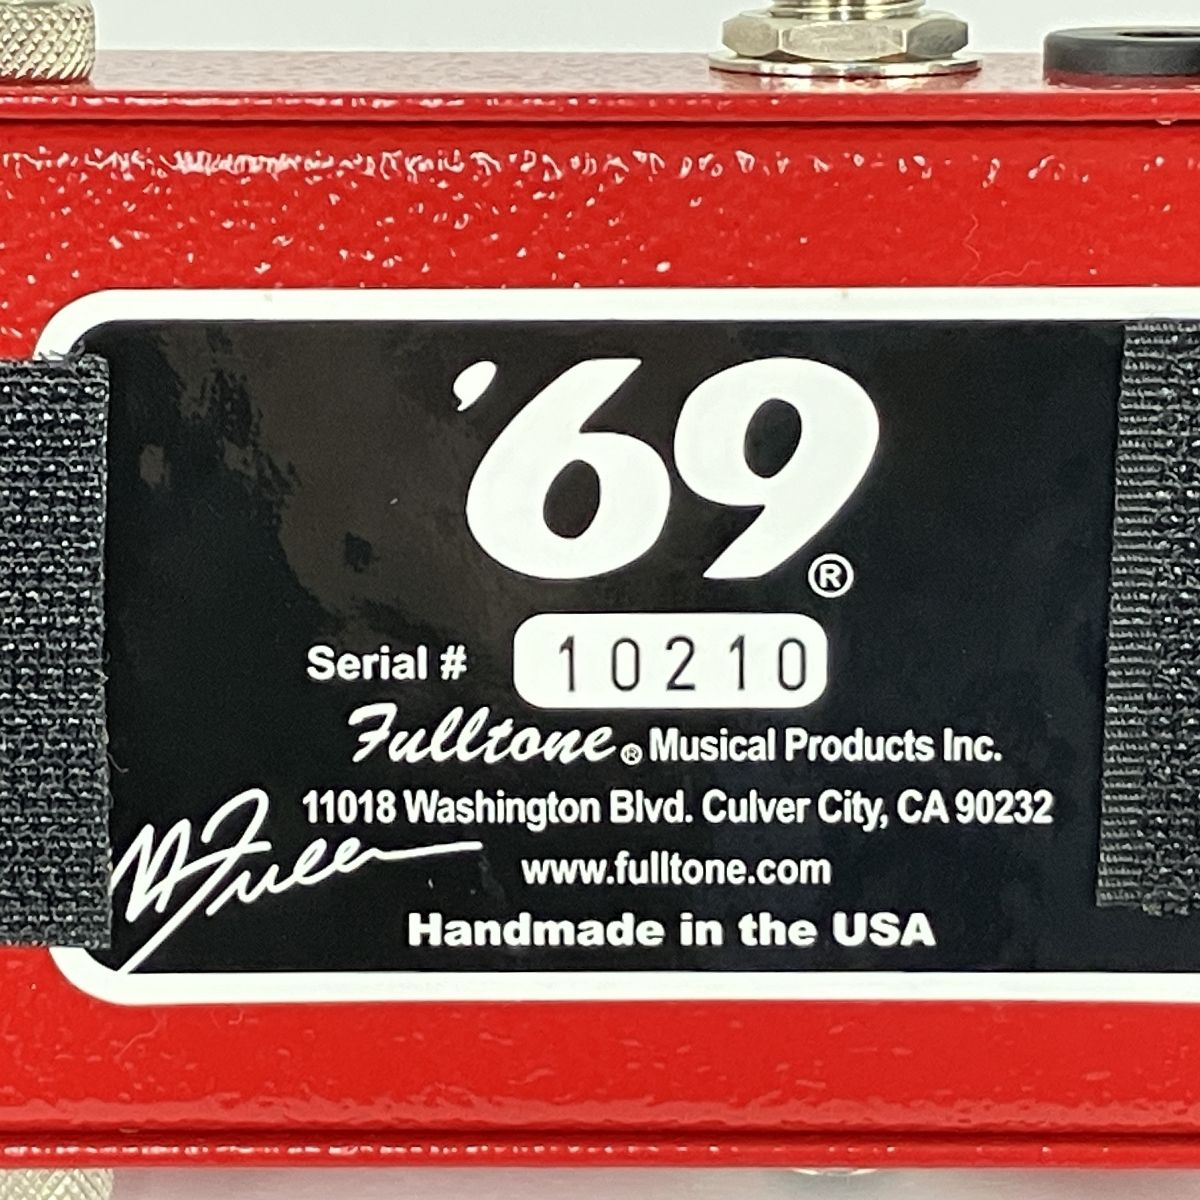 '69®
Serial # 10210
Fulltone® Musical Products Inc.
11018 Washington Blvd. Culver City, CA 90232
www.fulltone.com
Handmade in the USA